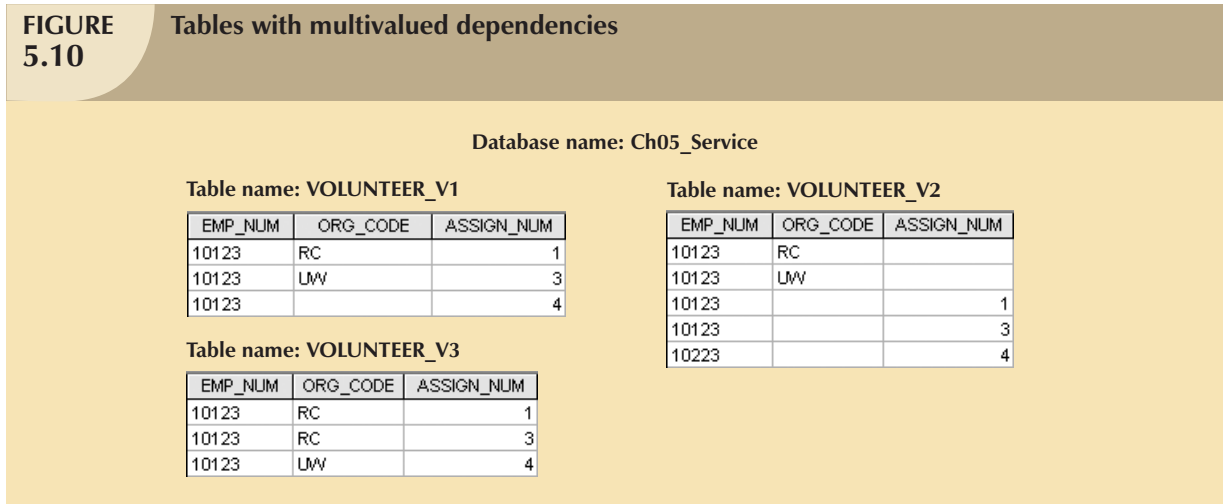 FIGURE
5.10
Tables with multivalued dependencies
Database name: Ch05_Service
Table name: VOLUNTEER_V1
EMP_NUM ORG_CODE ASSIGN_NUM
10123 RC 1
10123 UW 3
10123 4
Table name: VOLUNTEER_V2
EMP_NUM ORG_CODE ASSIGN_NUM
10123 RC
10123 UW
10123 1
10123 3
10223 4
Table name: VOLUNTEER_V3
EMP_NUM ORG_CODE ASSIGN_NUM
10123 RC 1
10123 RC 3
10123 UW 4